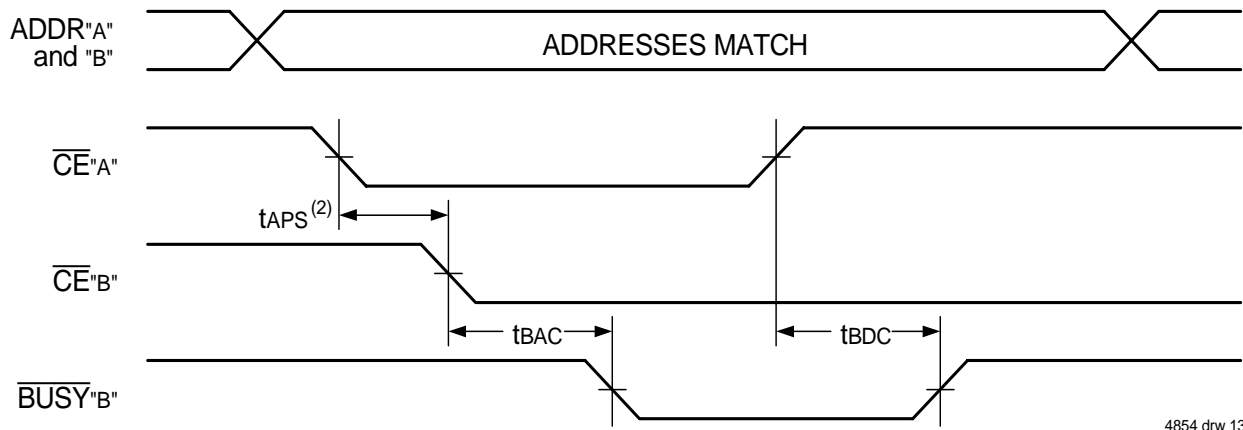 ADDR"A"
and "B"
ADDRESSES MATCH
CE"A"
tAPS (2)
CE"B"
tBAC
tBDC
BUSY"B"
4854 drw 13